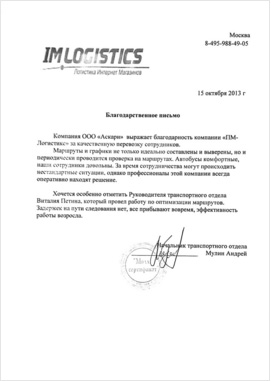 Москва
8-495-988-49-05
IM LOGISTICS
Логистика Интернет Магазинов
15 октября 2013 г
Благодарственное письмо
Компания ООО «Аскари» выражает благодарность компании «ПМ-
Логистик» за качественную перевозку сотрудников.
Маршруты и графики не только идеально составлены и выверены, но и
периодически проводится проверка на маршрутах. Автобусы комфортные,
наши сотрудники довольны. За время сотрудничества могут происходить
нестандартные ситуации, однако профессионалы этой компании всегда
оперативно находят решение.
Хочется особенно отметить Руководителя транспортного отдела
Виталия Петина, который провел работу по оптимизации маршрутов.
Задержек на пути следования нет, все прибывают вовремя, эффективность
работы возросла.
Начальник транспортного отдела
Мулин Андрей